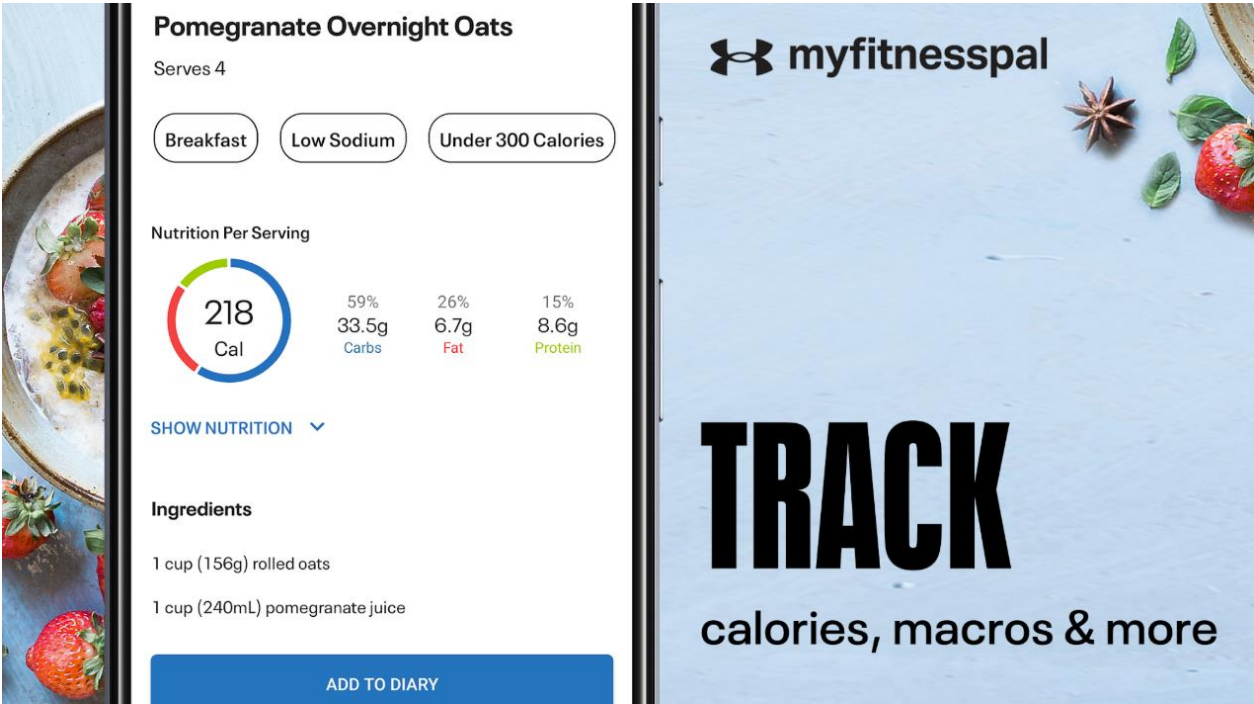 Pomegranate Overnight Oats
Serves 4
Breakfast
Low Sodium
Under 300 Calories
Nutrition Per Serving
218
Cal
59%
33.5g
Carbs
26%
6.7g
Fat
15%
8.6g
Protein
SHOW NUTRITION
Ingredients
1 cup (156g) rolled oats
1 cup (240mL) pomegranate juice
ADD TO DIARY
myfitnesspal
TRACK
calories, macros & more